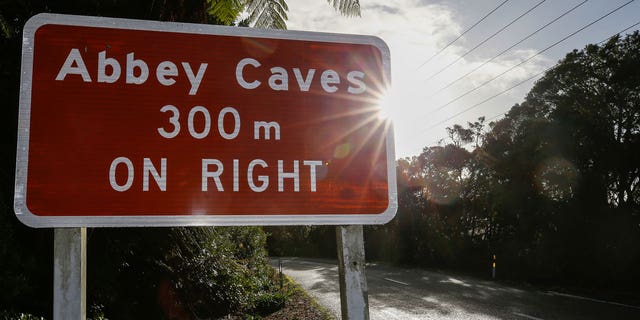 Abbey Caves
300 m
ON RIGHT